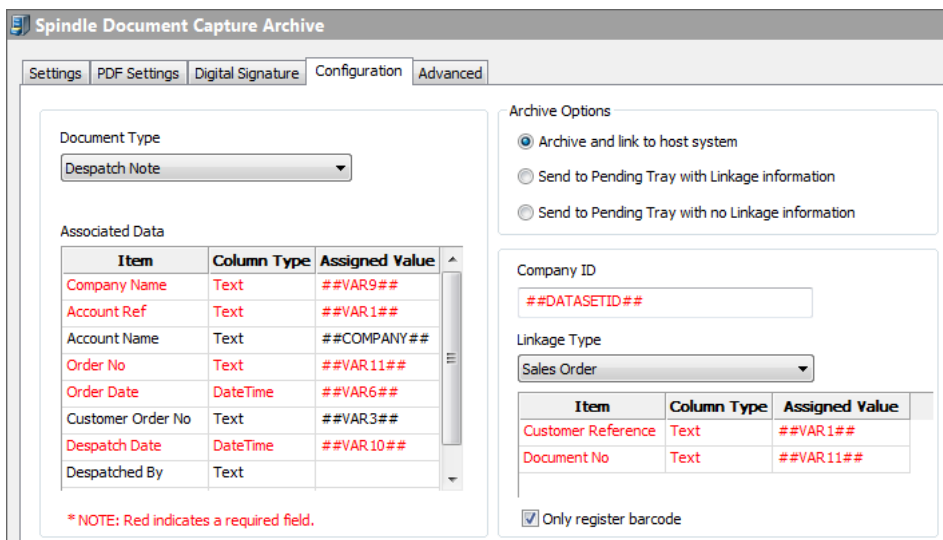 Spindle Document Capture Archive
Settings PDF Settings Digital Signature Configuration Advanced
Document Type
Despatch Note
Associated Data
Item Column Type Assigned Value
Company Name Text ##VAR9##
Account Ref Text ##VAR1##
Account Name Text ##COMPANY##
Order No Text ##VAR11##
Order Date DateTime ##VAR6##
Customer Order No Text ##VAR3##
Despatch Date DateTime ##VAR10##
Despatched By Text
* NOTE: Red indicates a required field.
Archive Options
Archive and link to host system
Send to Pending Tray with Linkage information
Send to Pending Tray with no Linkage information
Company ID
##DATASETID##
Linkage Type
Sales Order
Item Column Type Assigned Value
Customer Reference Text ##VAR1##
Document No Text ##VAR11##
Only register barcode